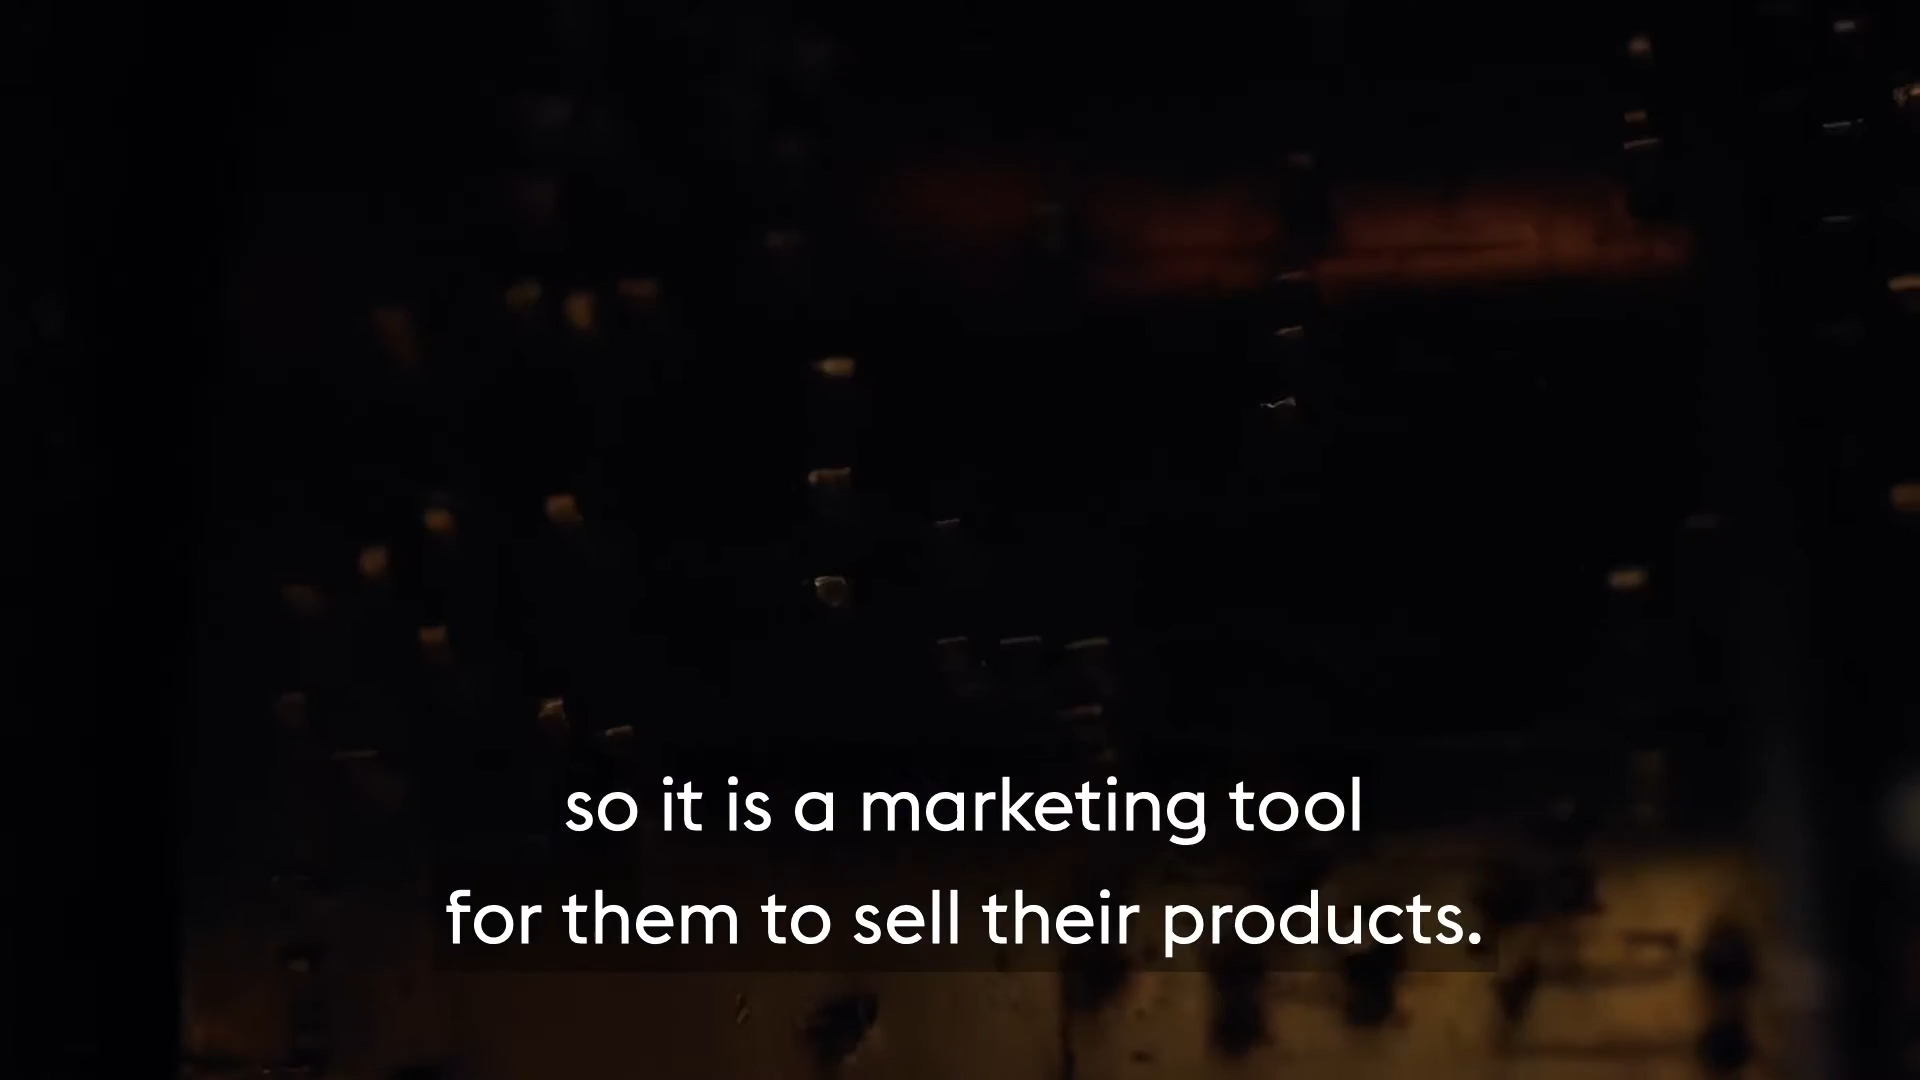 so it is a marketing tool
for them to sell their products.